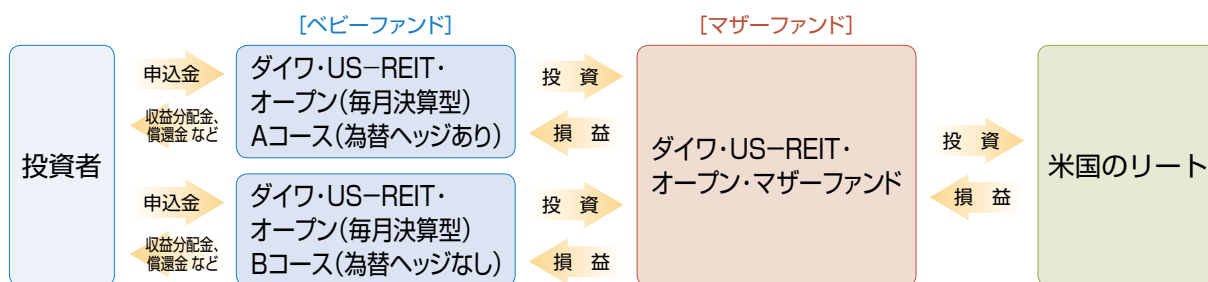 [ベビーファンド]
[マザーファンド]
投資者
申込金
収益分配金、
償還金 など
ダイワ・US−REIT・
オープン（毎月決算型）
Aコース（為替ヘッジあり）
投 資
損 益
申込金
収益分配金、
償還金 など
ダイワ・US−REIT・
オープン（毎月決算型）
Bコース（為替ヘッジなし）
投 資
損 益
ダイワ・US−REIT・
オープン・マザーファンド
投 資
損 益
米国のリート